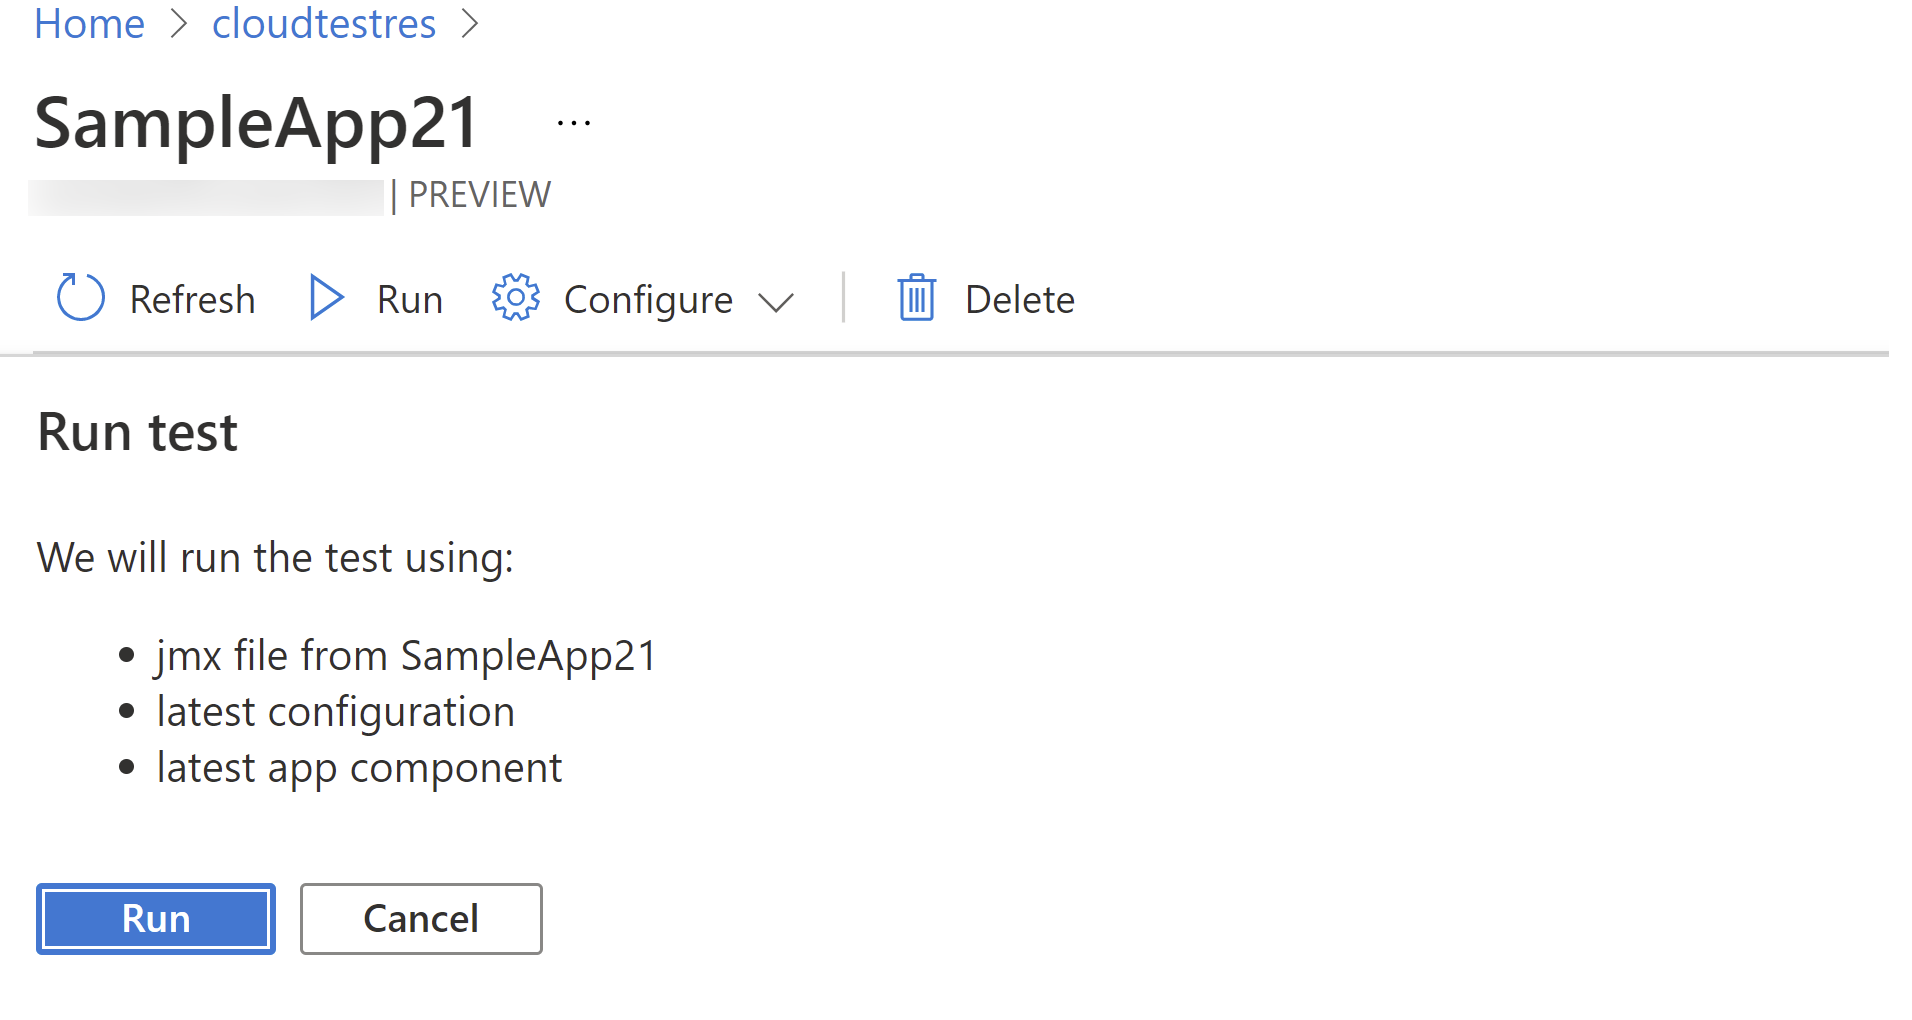 Home > cloudtestres >
SampleApp21 ...
| PREVIEW
Refresh Run Configure Delete
Run test
We will run the test using:
• jmx file from SampleApp21
• latest configuration
• latest app component
Run Cancel